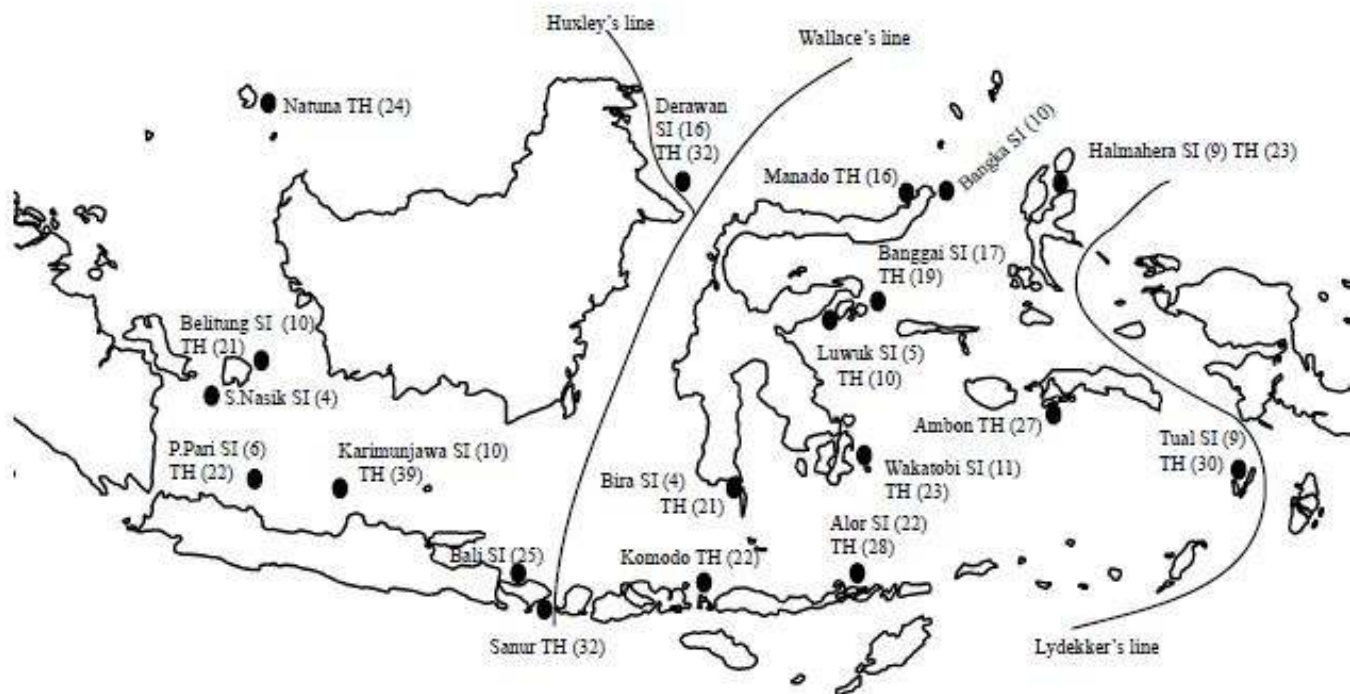 Huxley's line
Wallace's line
Natuna TH (24)
Derawan
SI (16)
TH (32)
Manado TH (16)
Bangka SI (10)
Halmahera SI (9) TH (23)
Banggai SI (17)
TH (19)
Belitung SI (10)
TH (21)
S.Nasik SI (4)
Luwuk SI (5)
TH (10)
Ambon TH (27)
P.Pari SI (6)
TH (22)
Karimunjawa SI (10)
TH (39)
Tual SI (9)
TH (30)
Bira SI (4)
TH (21)
Wakatobi SI (11)
TH (23)
Alor SI (22)
TH (28)
Bali SI (25)
Komodo TH (22)
Sanur TH (32)
Lydekker's line